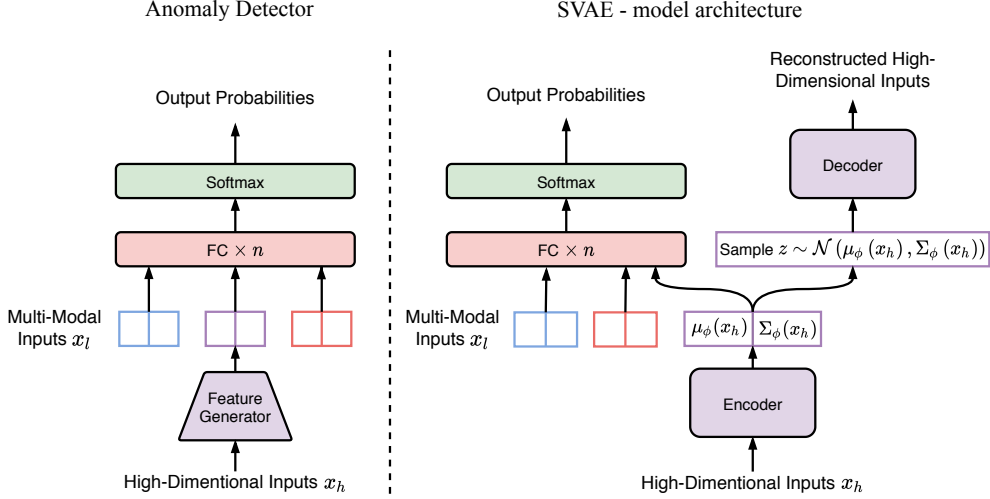 Anomaly Detector
Output Probabilities
Softmax
FC × n
Multi-Modal
Inputs x_l
Feature
Generator
High-Dimentional Inputs x_h
SVAE - model architecture
Output Probabilities
Softmax
FC × n
Multi-Modal
Inputs x_l
Reconstructed High-
Dimensional Inputs
Decoder
Sample z ∼ 𝒩 (μ_ϕ (x_h) , Σ_ϕ (x_h))
μ_ϕ(x_h) Σ_ϕ(x_h)
Encoder
High-Dimentional Inputs x_h